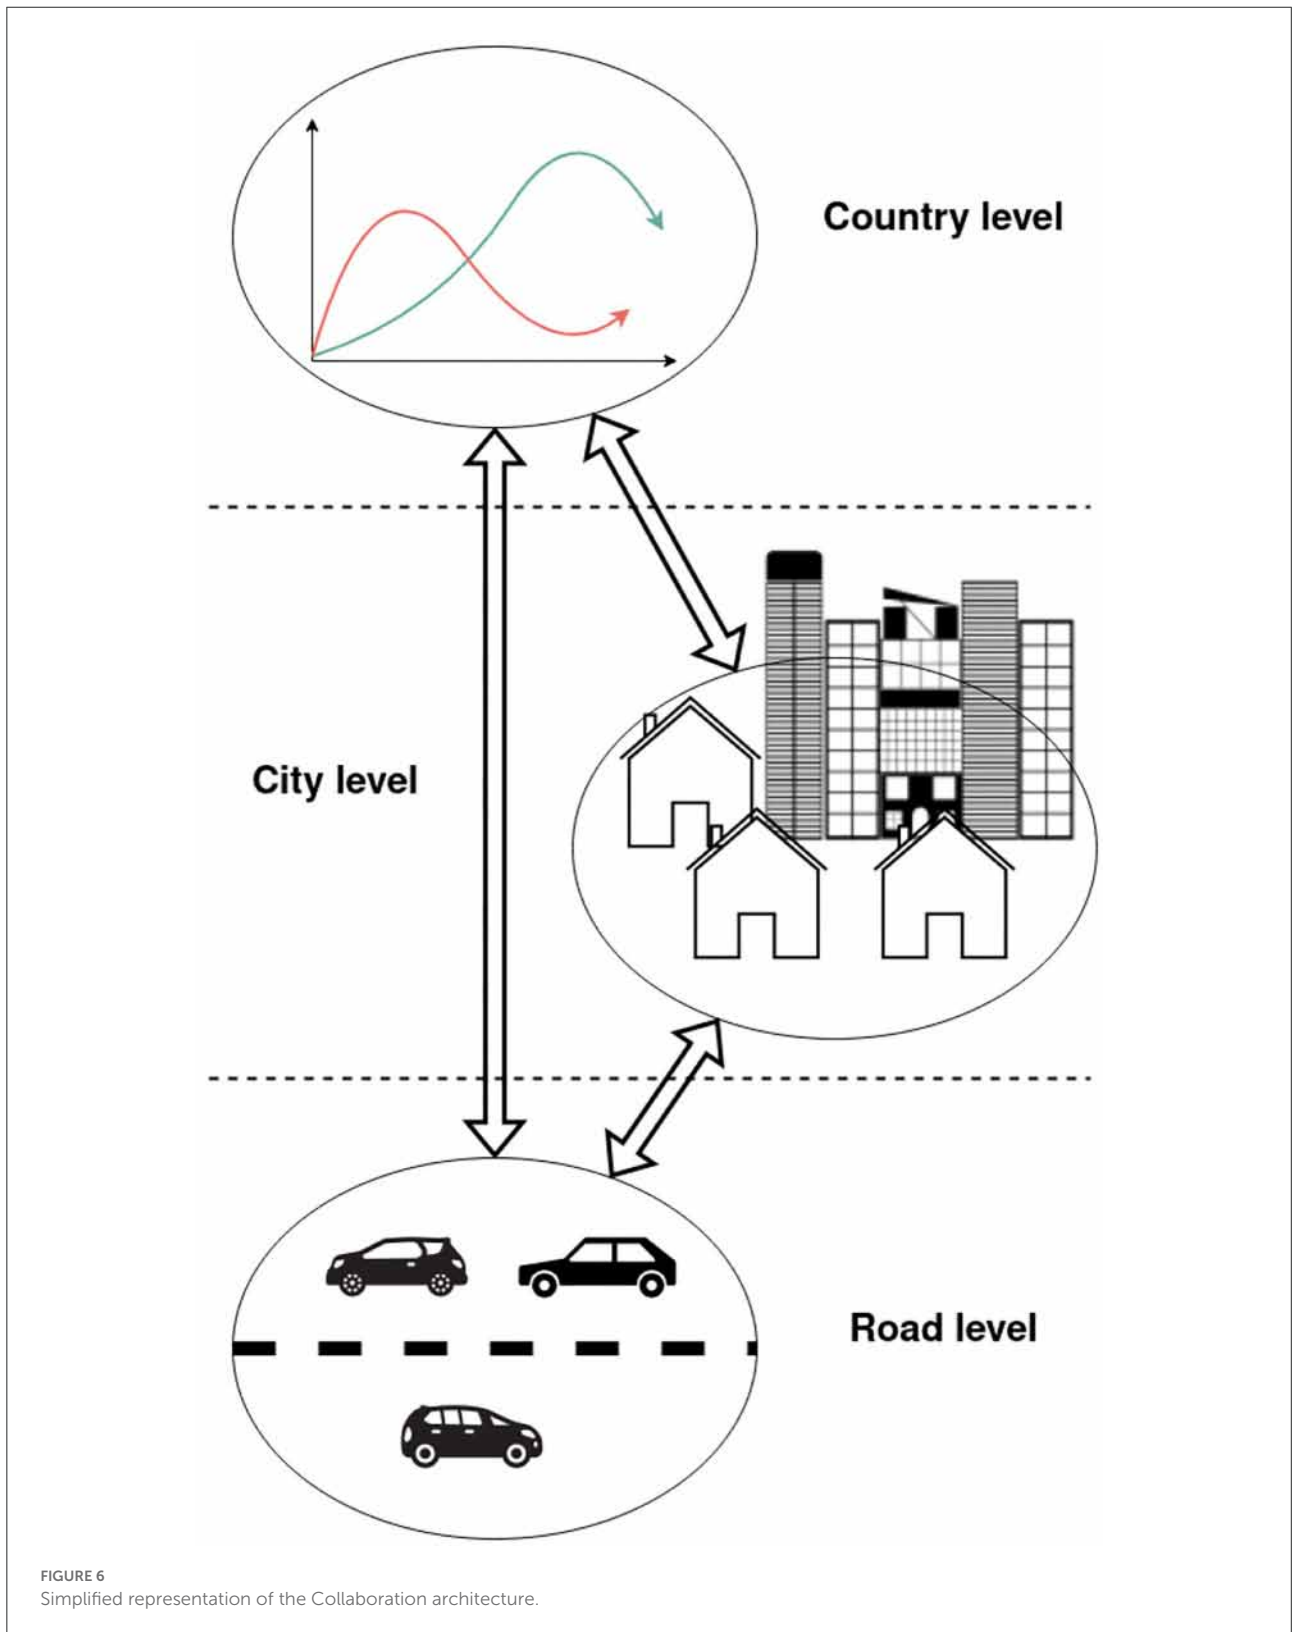 Country level
City level
Road level
FIGURE 6
Simplified representation of the Collaboration architecture.